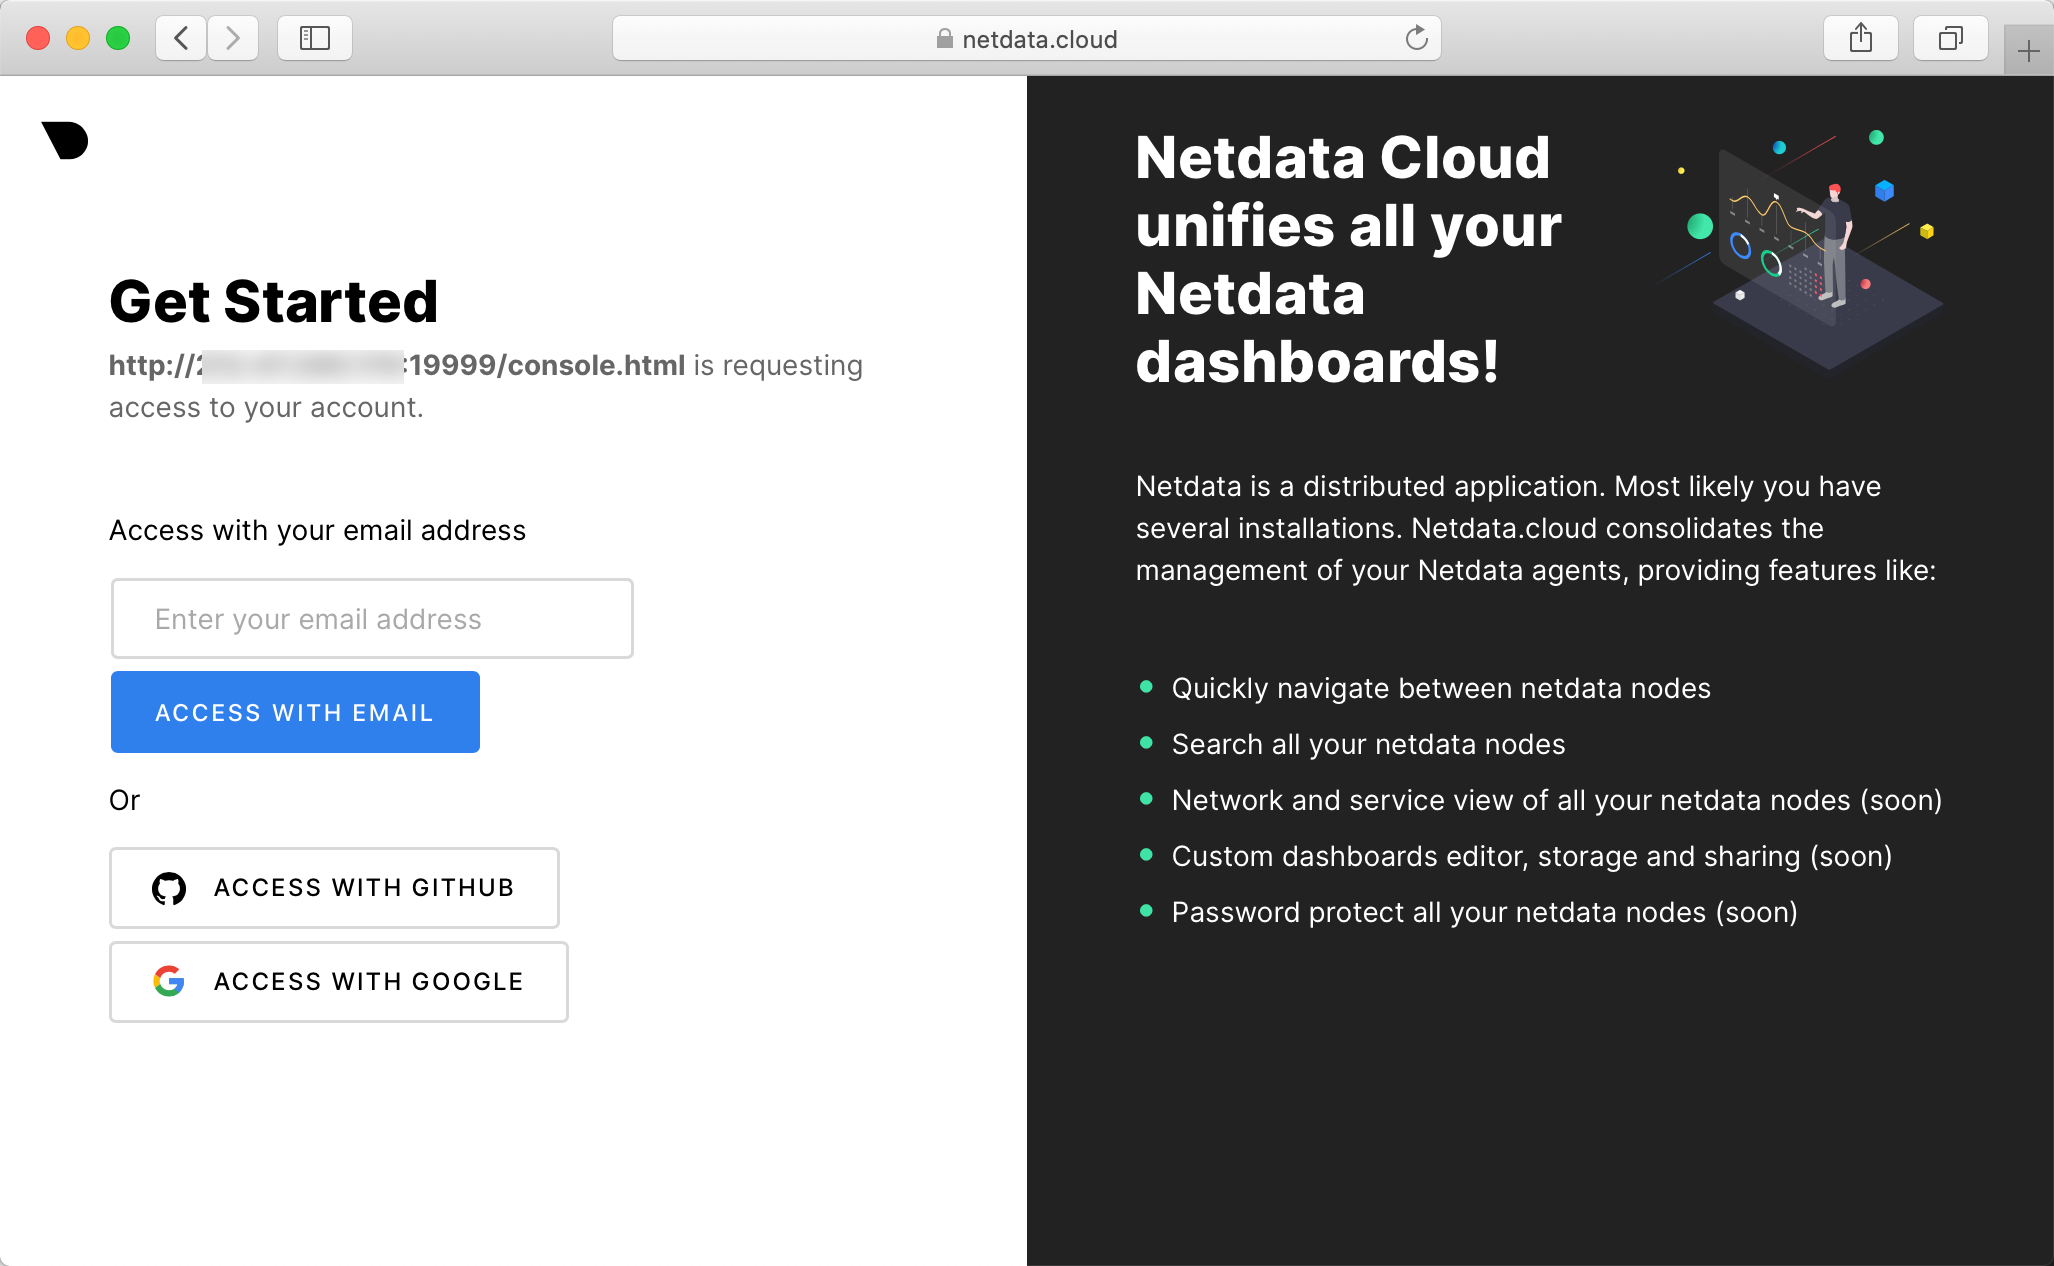 netdata.cloud
Get Started
http://2 :19999/console.html is requesting
access to your account.
Access with your email address
Enter your email address
ACCESS WITH EMAIL
Or
ACCESS WITH GITHUB
ACCESS WITH GOOGLE
Netdata Cloud
unifies all your
Netdata
dashboards!
Netdata is a distributed application. Most likely you have
several installations. Netdata.cloud consolidates the
management of your Netdata agents, providing features like:
Quickly navigate between netdata nodes
Search all your netdata nodes
Network and service view of all your netdata nodes (soon)
Custom dashboards editor, storage and sharing (soon)
Password protect all your netdata nodes (soon)